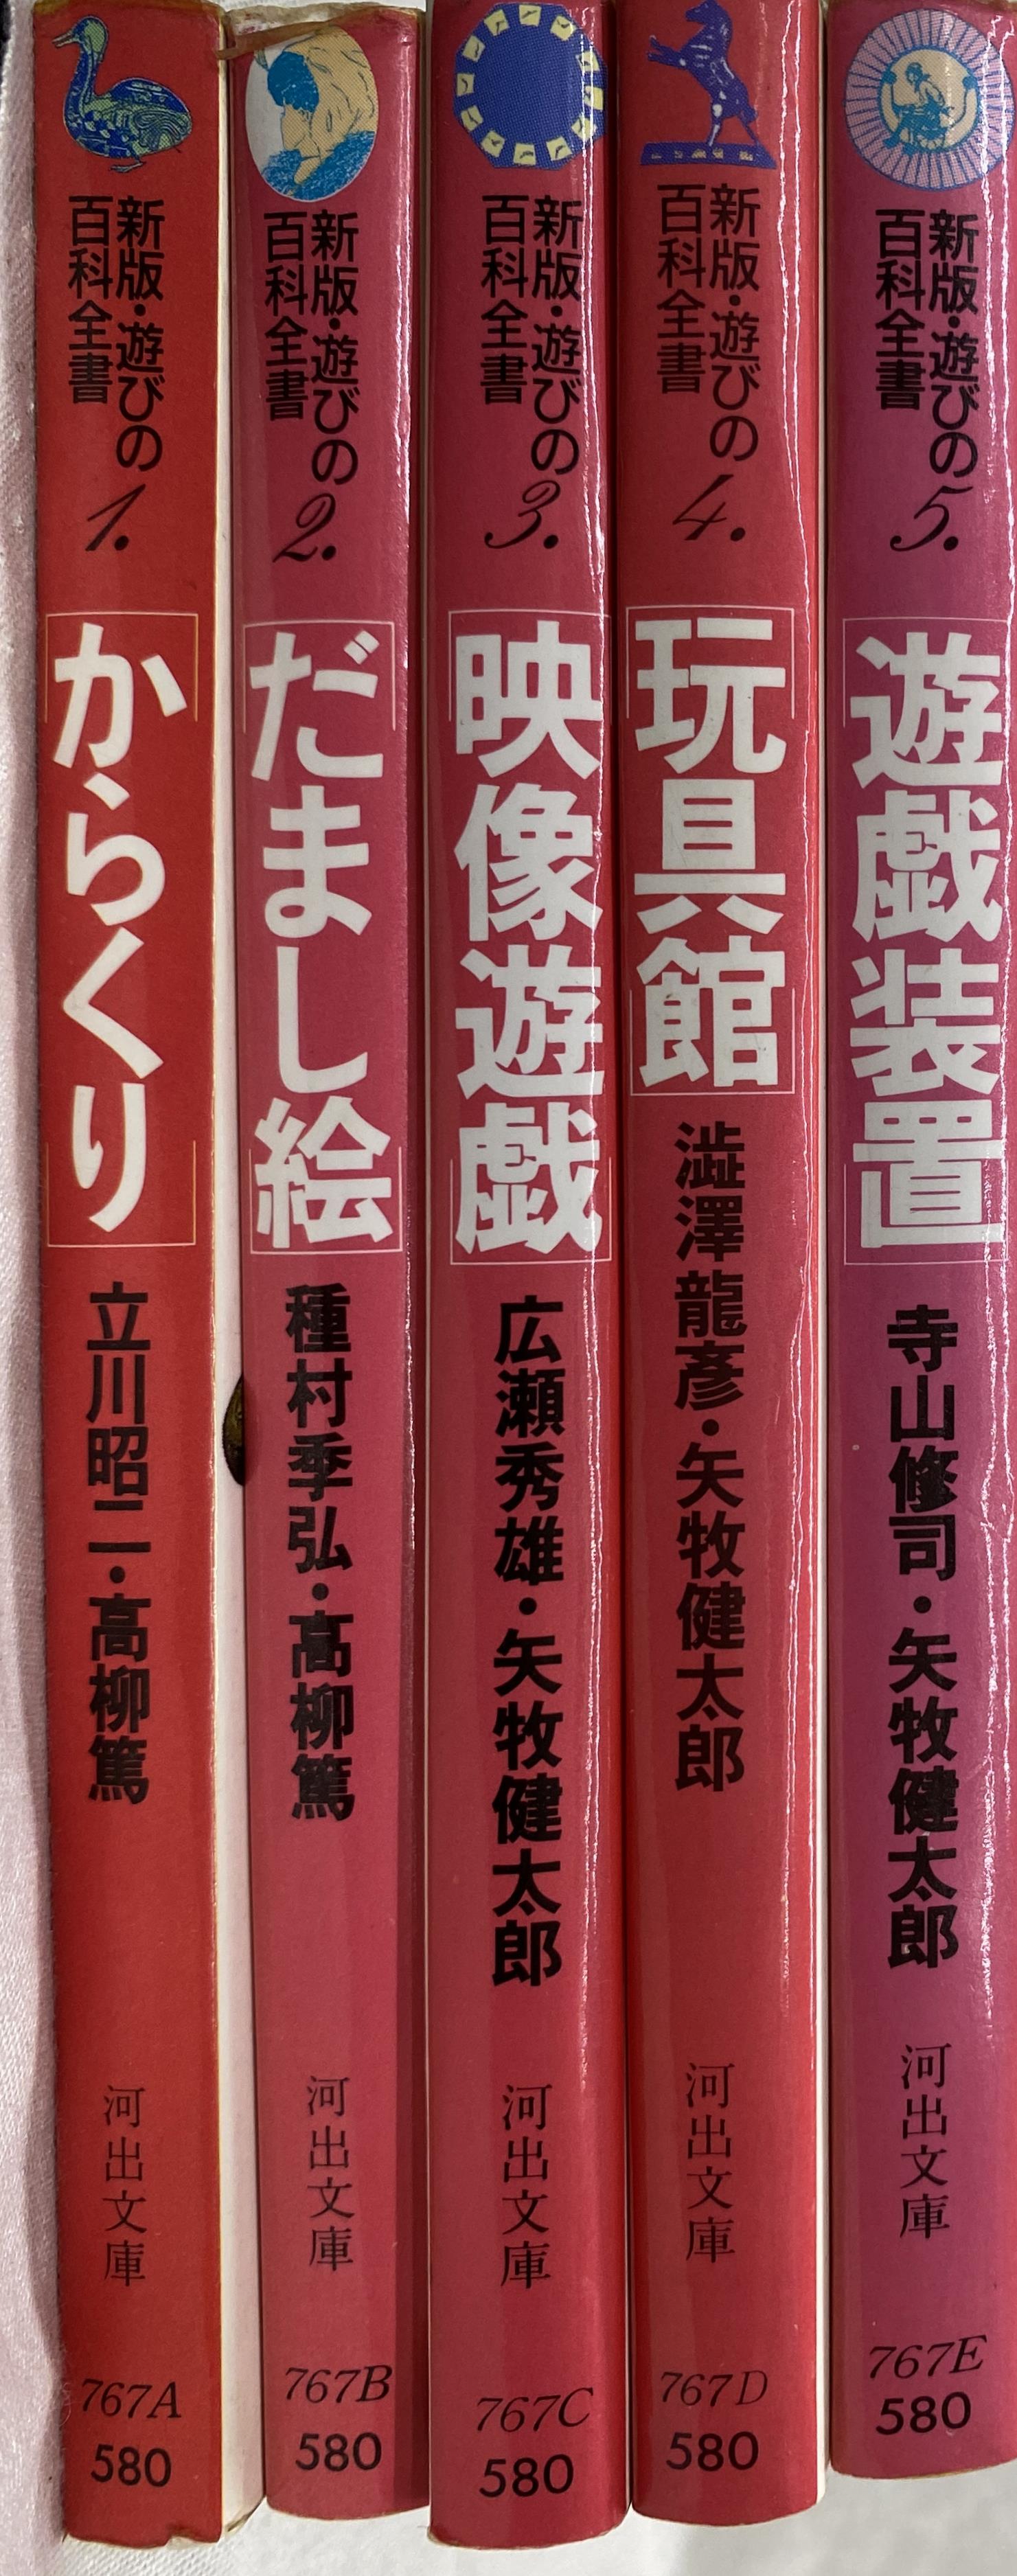 新版・遊びの
百科全書
1.
からくり
立川昭二・高柳篤
河出文庫
767A
580
新版・遊びの
百科全書
2.
だまし絵
種村季弘・高柳篤
河出文庫
767B
580
新版・遊びの
百科全書
3.
映像遊戯
広瀬秀雄・矢牧健太郎
河出文庫
767C
580
新版・遊びの
百科全書
4.
玩具館
澁澤龍彥・矢牧健太郎
河出文庫
767D
580
新版・遊びの
百科全書
5.
遊戯装置
寺山修司・矢牧健太郎
河出文庫
767E
580